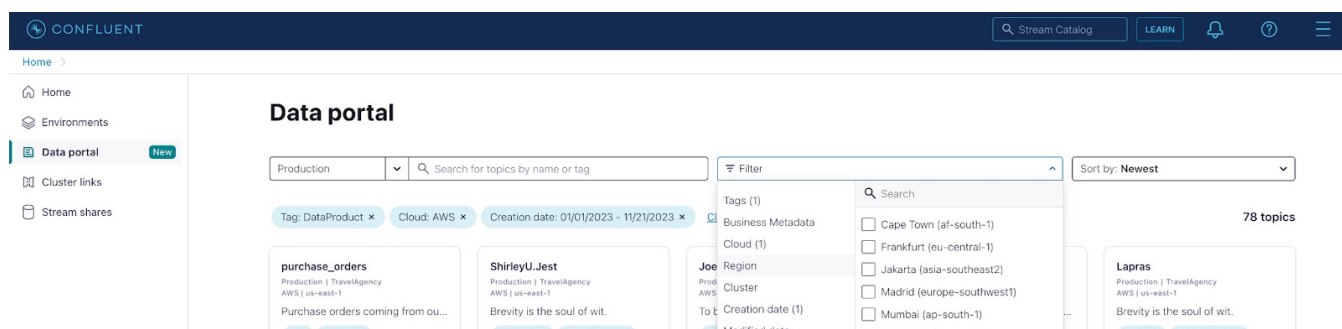 CONFLUENT
Stream Catalog
LEARN
Home >
Home
Environments
Data portal New
Cluster links
Stream shares
Data portal
Production
Search for topics by name or tag
Filter
Sort by: Newest
Tag: DataProduct ×
Cloud: AWS ×
Creation date: 01/01/2023 - 11/21/2023 ×
78 topics
Tags (1)
Business Metadata
Cloud (1)
Region
Cluster
Creation date (1)
Search
Cape Town (af-south-1)
Frankfurt (eu-central-1)
Jakarta (asia-southeast2)
Madrid (europe-southwest1)
Mumbai (ap-south-1)
purchase_orders
Production | TravelAgency
AWS | us-east-1
Purchase orders coming from ou...
ShirleyU.Jest
Production | TravelAgency
AWS | us-east-1
Brevity is the soul of wit.
Joe
AWS
Lapras
Production | TravelAgency
AWS | us-east-1
Brevity is the soul of wit.